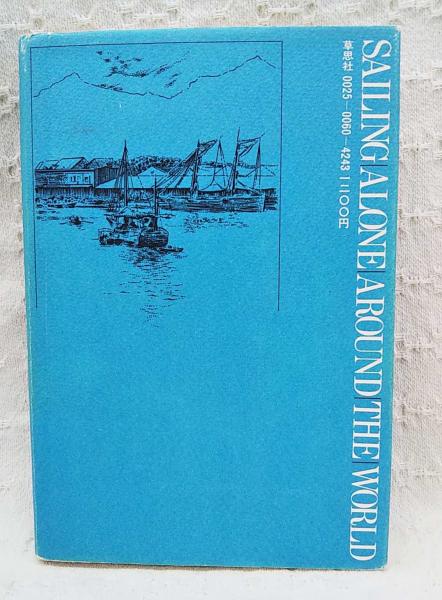 SAILING|ALONE|AROUND|THE|WORLD
草思社 0025-0060-4243 一二〇〇円